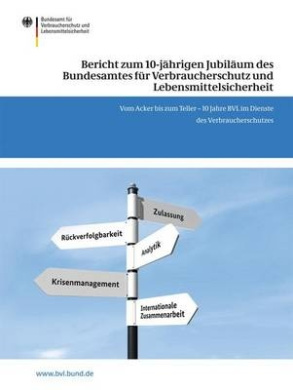 Bundesamt für
Verbraucherschutz und
Lebensmittelsicherheit
Bericht zum 10-jährigen Jubiläum des
Bundesamtes für Verbraucherschutz und
Lebensmittelsicherheit
Vom Acker bis zum Teller – 10 Jahre BVL im Dienste
des Verbraucherschutzes
Zulassung
Rückverfolgbarkeit
Analytik
Krisenmanagement
Internationale
Zusammenarbeit
www.bvl.bund.de